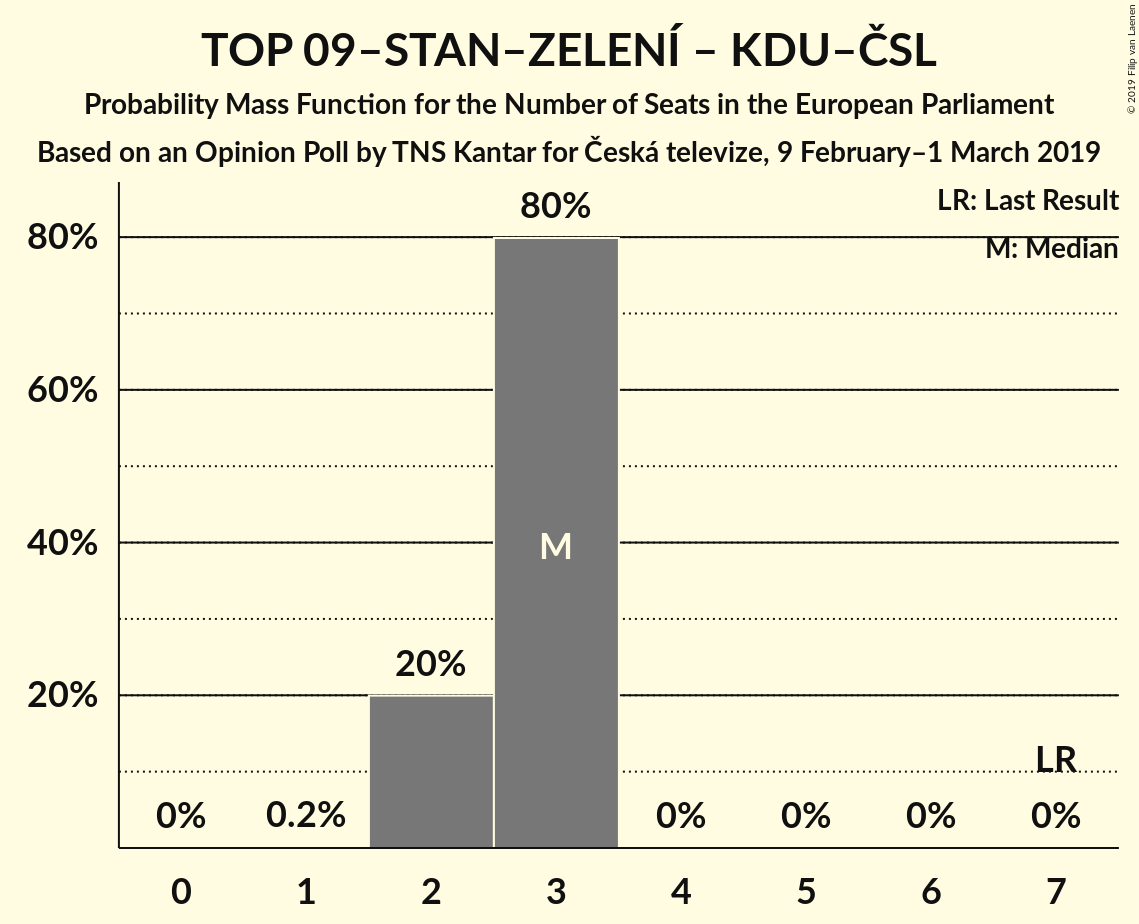 TOP 09–STAN–ZELENÍ – KDU–ČSL
Probability Mass Function for the Number of Seats in the European Parliament
Based on an Opinion Poll by TNS Kantar for Česká televize, 9 February–1 March 2019
© 2019 Filip van Laenen
LR: Last Result
M: Median
80%
60%
40%
20%
0%
0.2%
20%
80%
M
0%
0%
0%
LR
0%
0 1 2 3 4 5 6 7